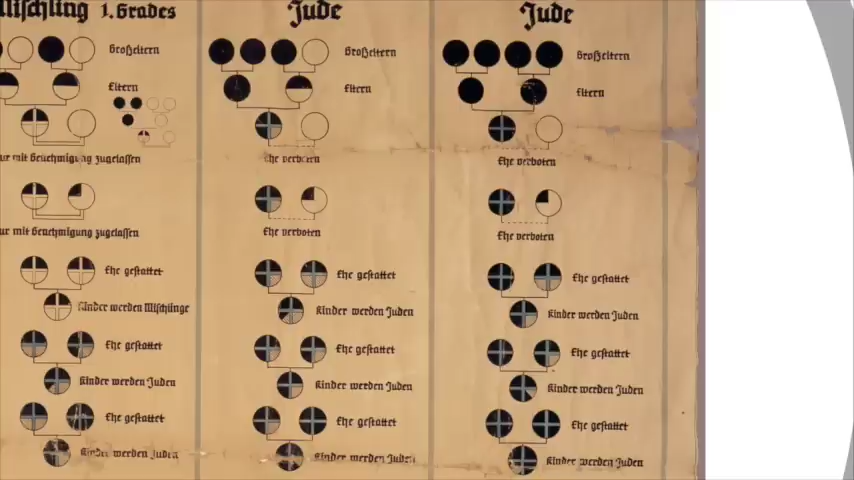 Mischling 1. Grades
Großeltern
Eltern
ur mit Genehmigung zugelassen
ur mit Genehmigung zugelassen
Ehe gestattet
Kinder werden Mischlinge
Ehe gestattet
Kinder werden Juden
Ehe gestattet
Kinder werden Juden
Jude
Großeltern
Eltern
Ehe verboten
Ehe verboten
Ehe gestattet
Kinder werden Juden
Ehe gestattet
Kinder werden Juden
Ehe gestattet
Kinder werden Juden
Jude
Großeltern
Eltern
Ehe verboten
Ehe verboten
Ehe gestattet
Kinder werden Juden
Ehe gestattet
Kinder werden Juden
Ehe gestattet
Kinder werden Juden